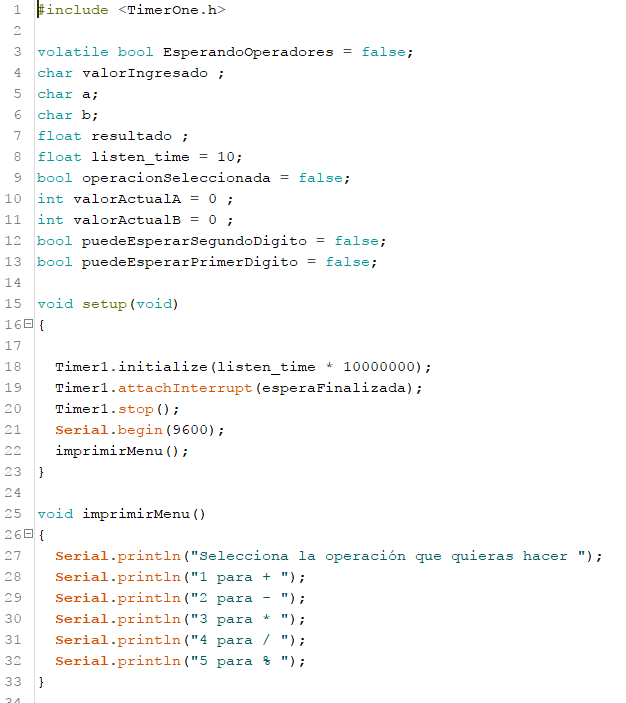 1 #include <TimerOne.h>
2
3 volatile bool EsperandoOperadores = false;
4 char valorIngresado ;
5 char a;
6 char b;
7 float resultado ;
8 float listen_time = 10;
9 bool operacionSeleccionada = false;
10 int valorActualA = 0 ;
11 int valorActualB = 0 ;
12 bool puedeEsperarSegundoDigito = false;
13 bool puedeEsperarPrimerDigito = false;
14
15 void setup(void)
16 {
17
18   Timer1.initialize(listen_time * 10000000);
19   Timer1.attachInterrupt(esperaFinalizada);
20   Timer1.stop();
21   Serial.begin(9600);
22   imprimirMenu();
23 }
24
25 void imprimirMenu()
26 {
27   Serial.println("Selecciona la operación que quieras hacer ");
28   Serial.println("1 para + ");
29   Serial.println("2 para - ");
30   Serial.println("3 para * ");
31   Serial.println("4 para / ");
32   Serial.println("5 para % ");
33 }
34